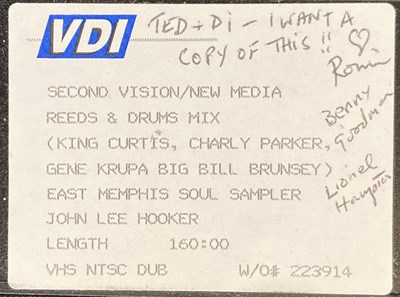 VDI
TED + Di - I WANT A
COPY OF THIS!! ♡
Robin
SECOND VISION/NEW MEDIA
REEDS & DRUMS MIX
(KING CURTIS, CHARLY PARKER,
GENE KRUPA BIG BILL BRUNSEY)
EAST MEMPHIS SOUL SAMPLER
JOHN LEE HOOKER
LENGTH 160:00
VHS NTSC DUB W/O# 223914
Benny
Goodman
Lionel
Hampton